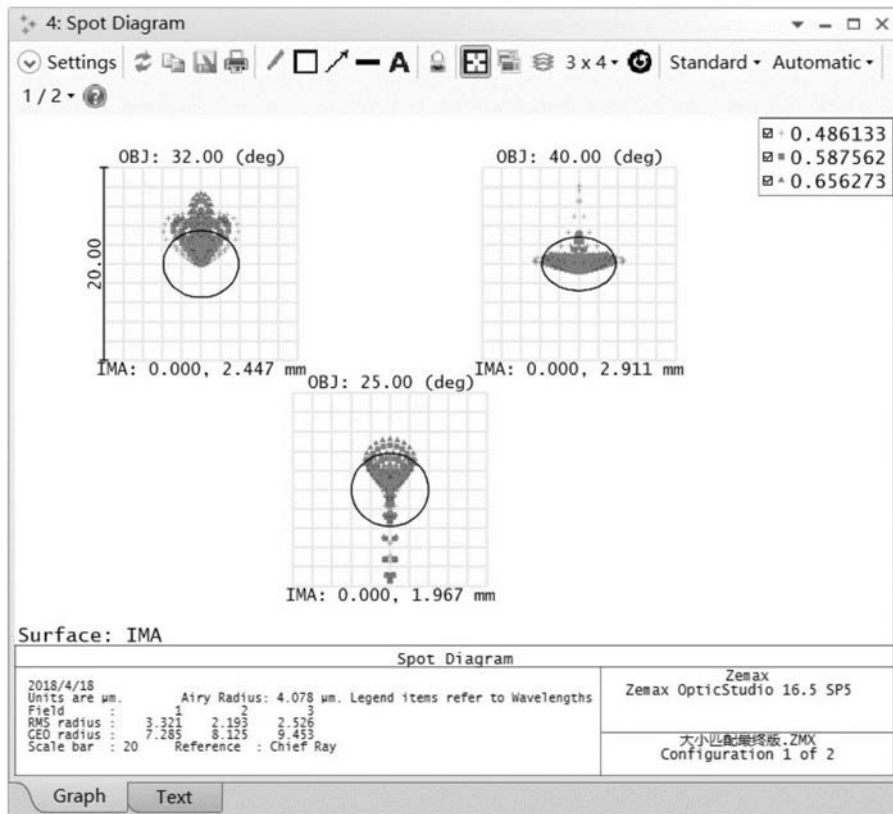 4: Spot Diagram
Settings A 3 x 4 Standard Automatic
1 / 2
0.486133
0.587562
0.656273
OBJ: 32.00 (deg)
OBJ: 40.00 (deg)
20.00
IMA: 0.000, 2.447 mm
IMA: 0.000, 2.911 mm
OBJ: 25.00 (deg)
IMA: 0.000, 1.967 mm
Surface: IMA
Spot Diagram
2018/4/18
Units are µm. Airy Radius: 4.078 µm. Legend items refer to Wavelengths
Field : 1 2 3
RMS radius : 3.321 2.193 2.526
GEO radius : 7.285 8.125 9.453
Scale bar : 20 Reference : Chief Ray
Zemax
Zemax OpticStudio 16.5 SP5
大小匹配最终版.ZMX
Configuration 1 of 2
Graph Text